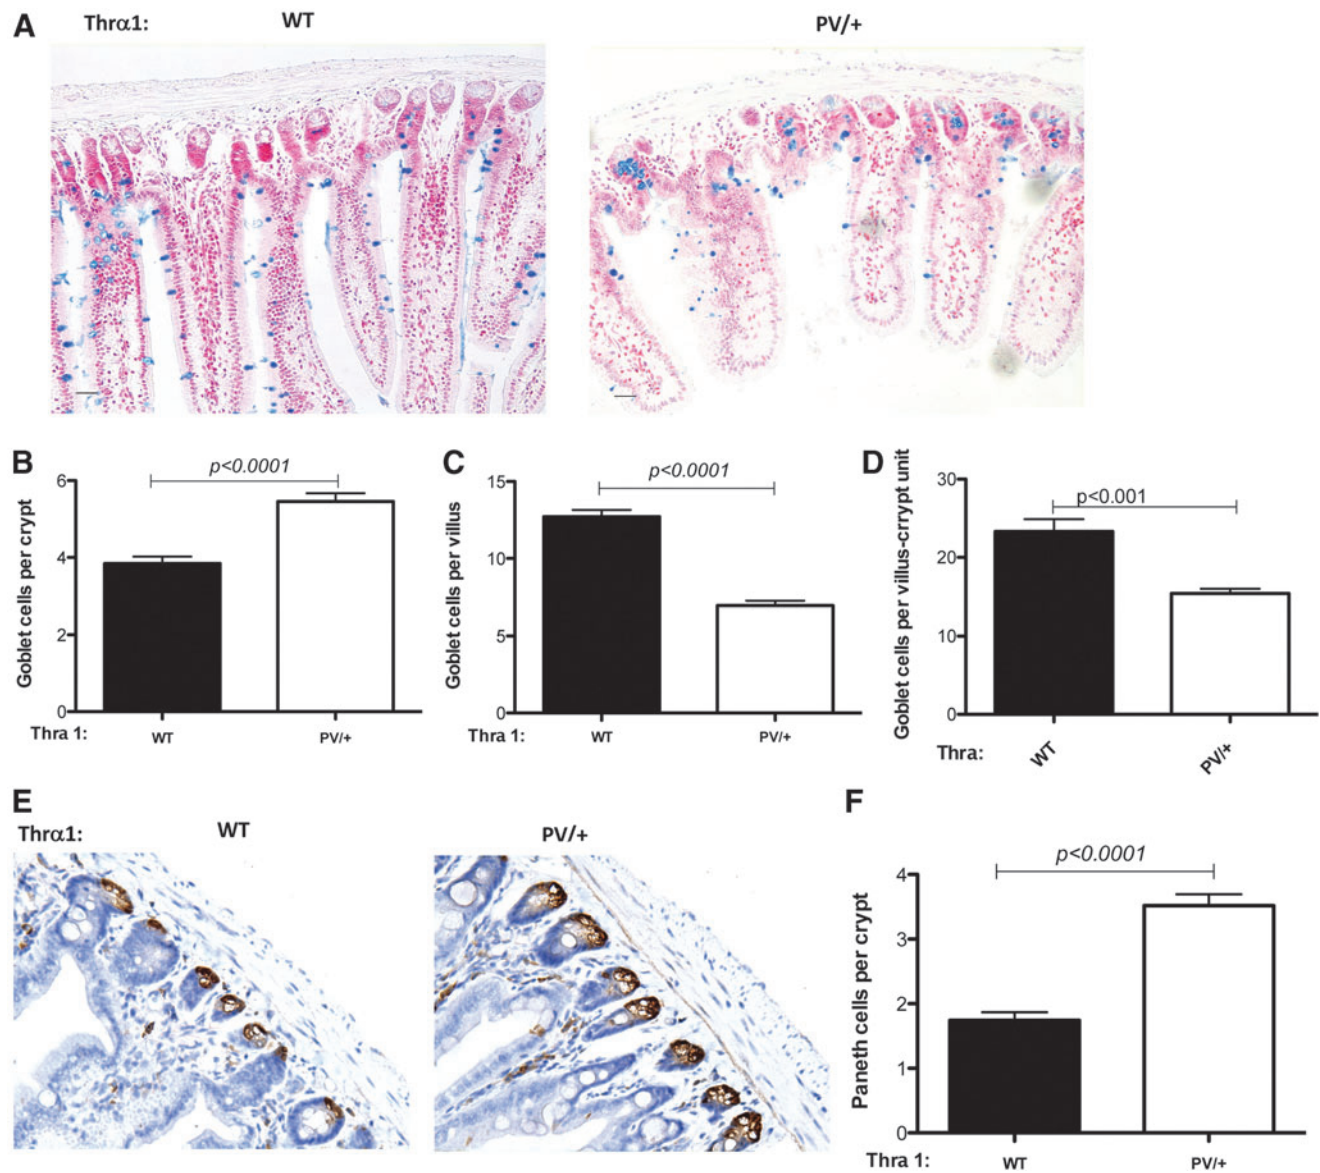 A
Thrα1:
WT
PV/+
B
p<0.0001
Goblet cells per crypt
6
4
2
0
Thra 1:
WT
PV/+
C
p<0.0001
Goblet cells per villus
15
10
5
0
Thra 1:
WT
PV/+
D
p<0.001
Goblet cells per villus-crrypt unit
30
20
10
0
Thra:
WT
PV/+
E
Thrα1:
WT
PV/+
F
p<0.0001
Paneth cells per crypt
4
3
2
1
0
Thra 1:
WT
PV/+